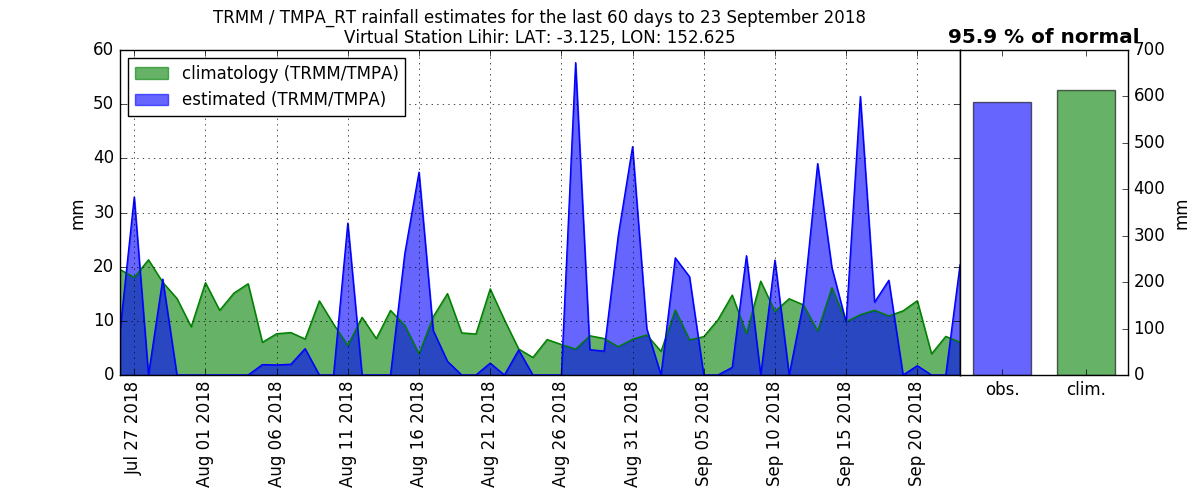 TRMM / TMPA_RT rainfall estimates for the last 60 days to 23 September 2018
Virtual Station Lihir: LAT: -3.125, LON: 152.625
95.9 % of normal
climatology (TRMM/TMPA)
estimated (TRMM/TMPA)
60
50
40
30
20
10
0
mm
Jul 27 2018
Aug 01 2018
Aug 06 2018
Aug 11 2018
Aug 16 2018
Aug 21 2018
Aug 26 2018
Aug 31 2018
Sep 05 2018
Sep 10 2018
Sep 15 2018
Sep 20 2018
700
600
500
400
300
200
100
0
mm
obs.
clim.